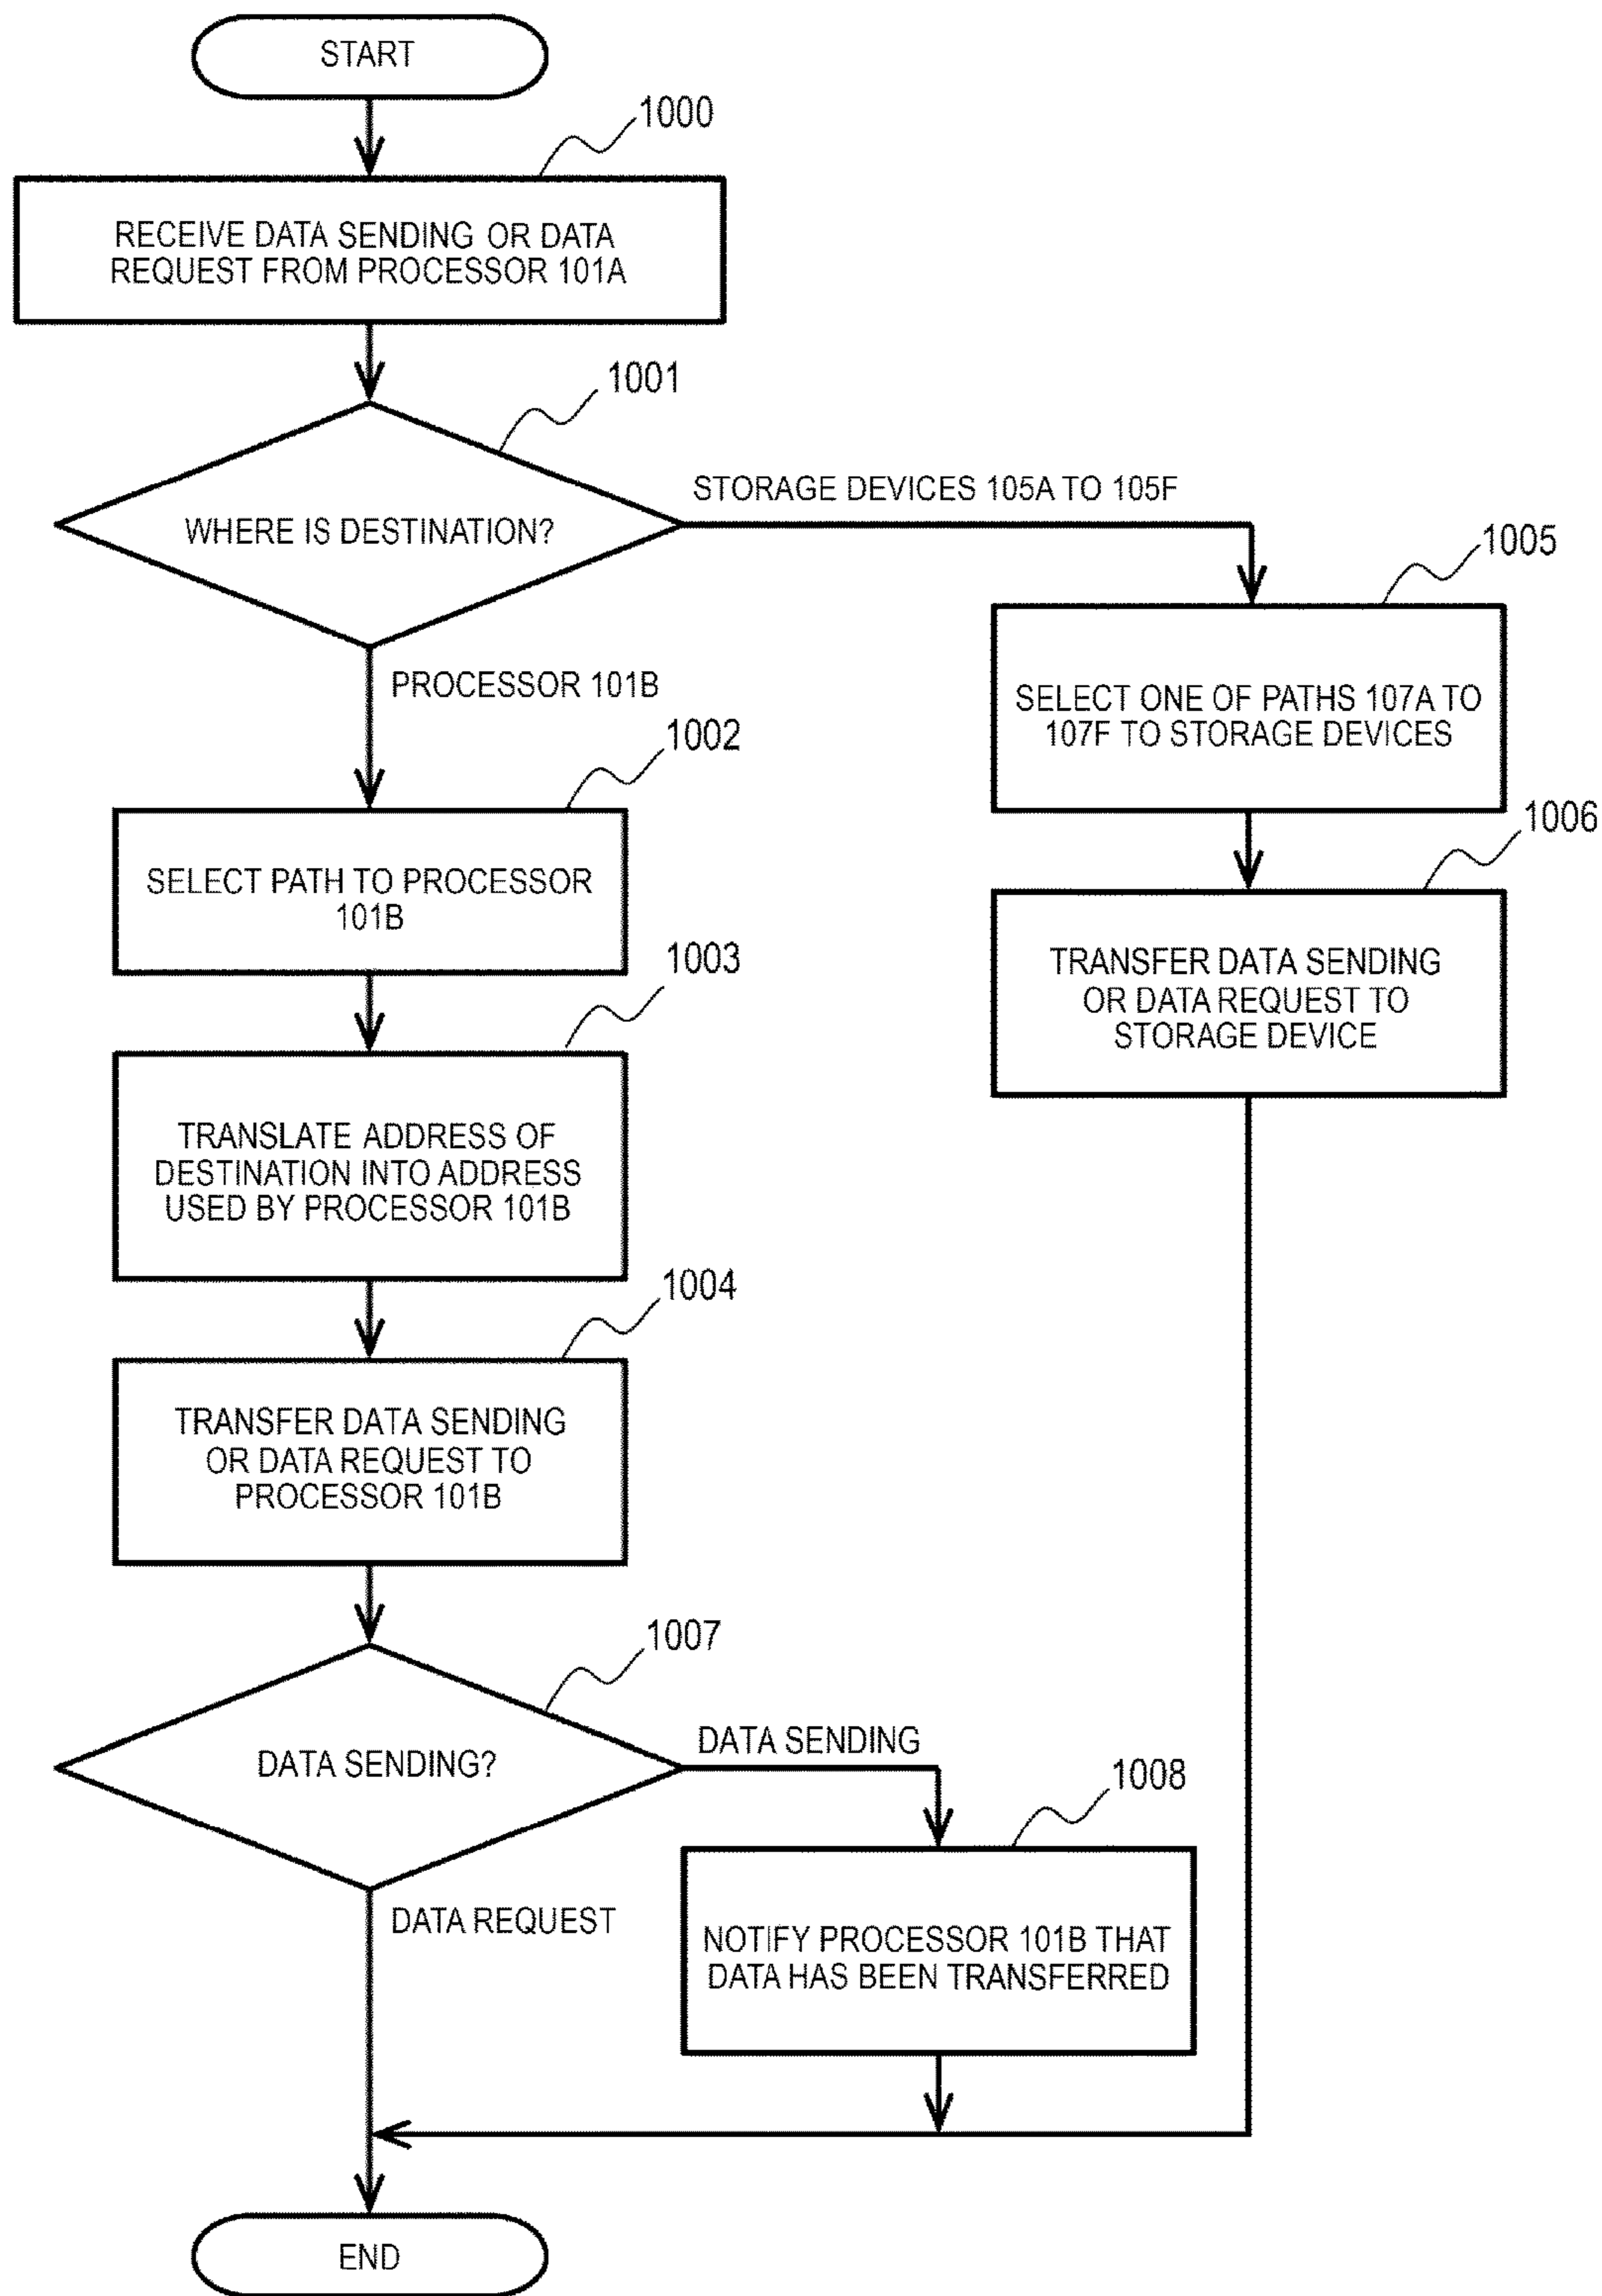 START
1000
RECEIVE DATA SENDING OR DATA
REQUEST FROM PROCESSOR 101A
1001
WHERE IS DESTINATION?
STORAGE DEVICES 105A TO 105F
1005
SELECT ONE OF PATHS 107A TO
107F TO STORAGE DEVICES
1006
TRANSFER DATA SENDING
OR DATA REQUEST TO
STORAGE DEVICE
PROCESSOR 101B
1002
SELECT PATH TO PROCESSOR
101B
1003
TRANSLATE ADDRESS OF
DESTINATION INTO ADDRESS
USED BY PROCESSOR 101B
1004
TRANSFER DATA SENDING
OR DATA REQUEST TO
PROCESSOR 101B
1007
DATA SENDING?
DATA SENDING
1008
NOTIFY PROCESSOR 101B THAT
DATA HAS BEEN TRANSFERRED
DATA REQUEST
END